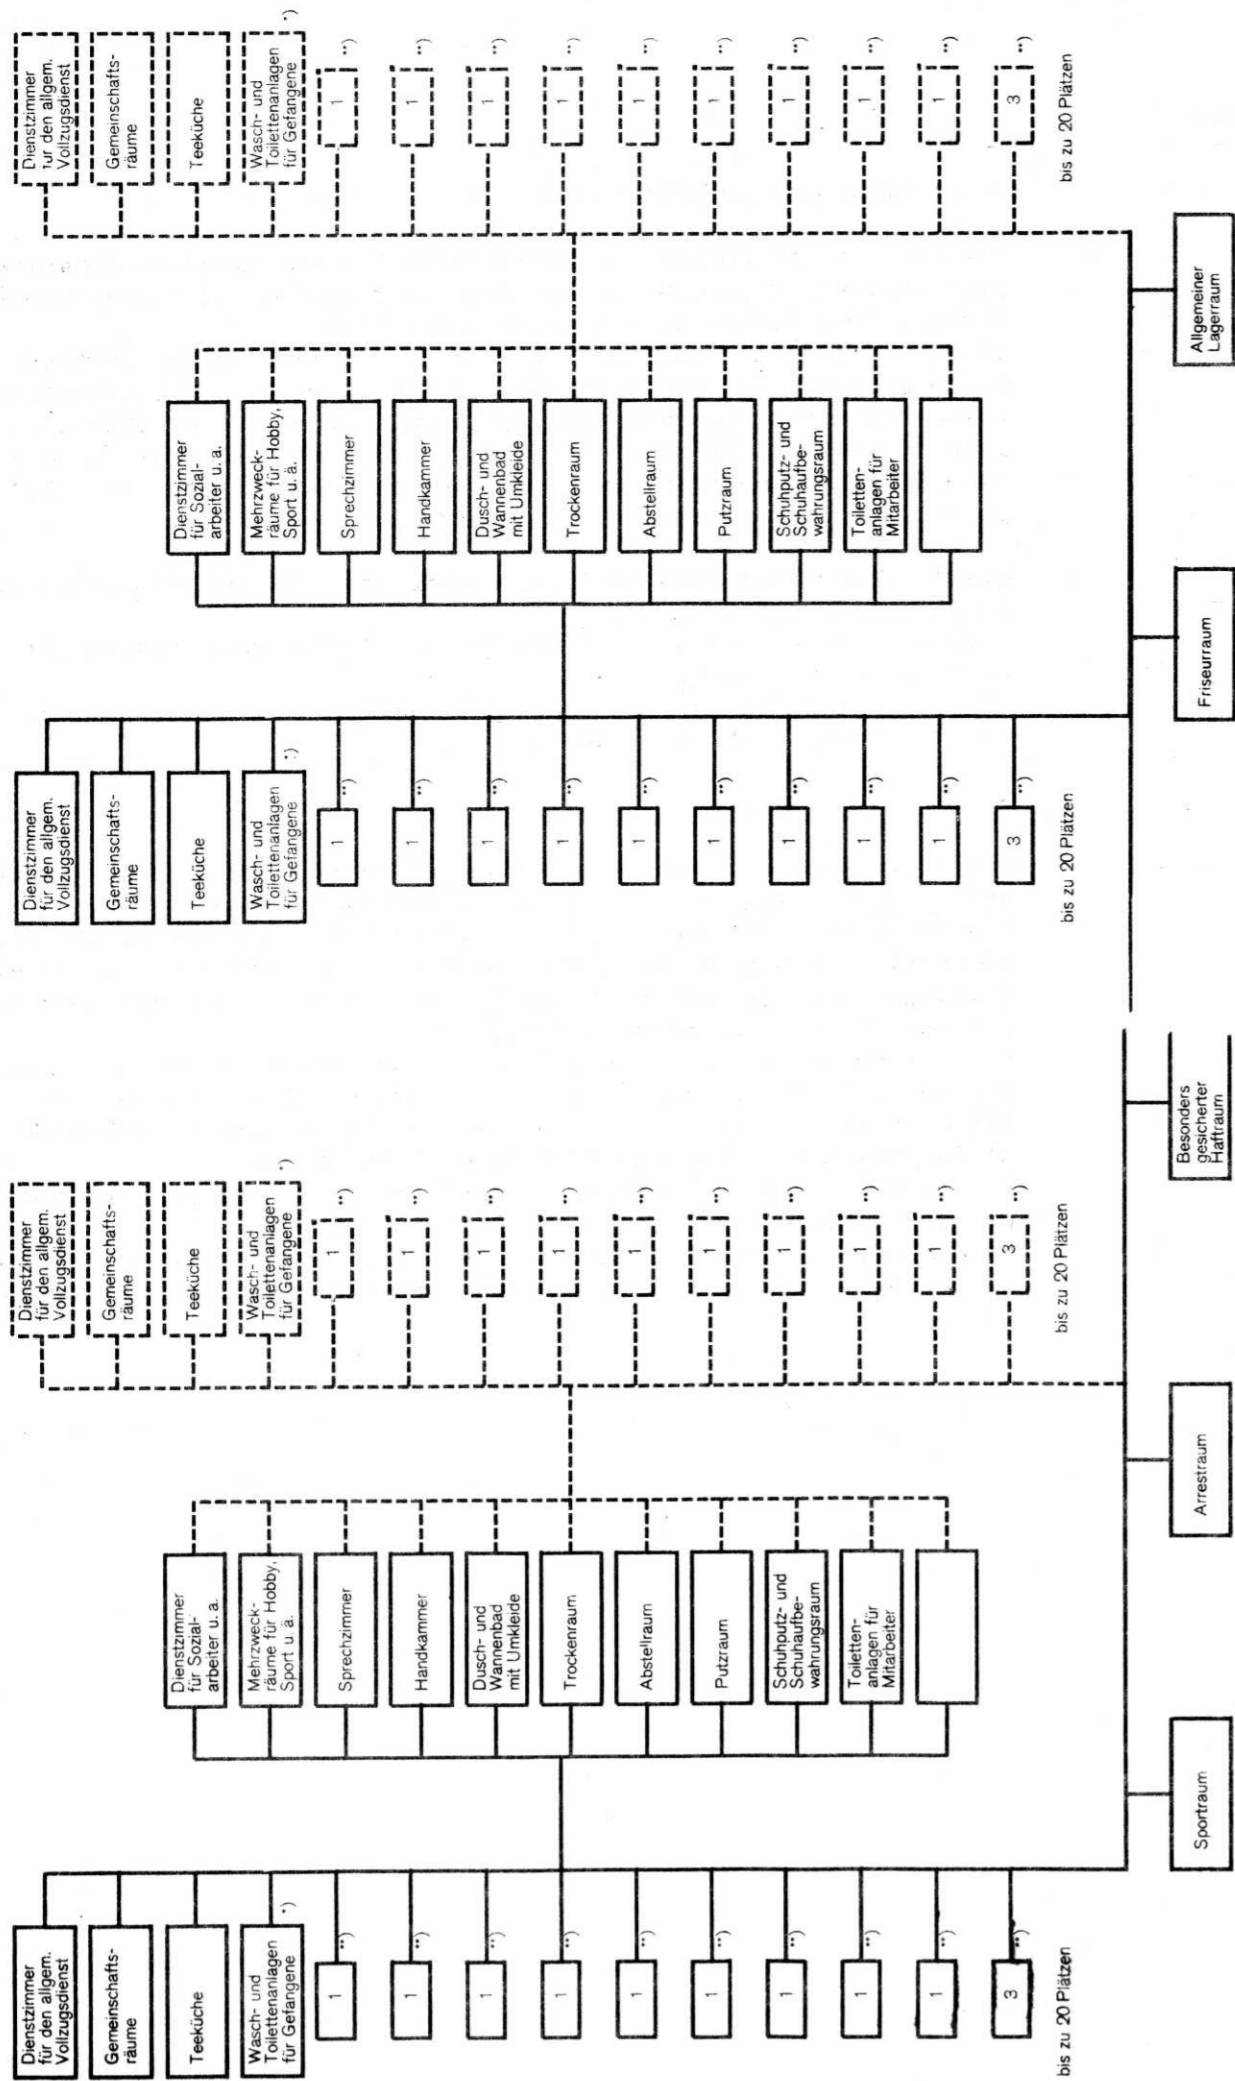 Dienstzimmer
für den allgem.
Vollzugsdienst
Gemeinschafts-
räume
Teeküche
Wasch- und
Toilettenanlagen
für Gefangene *)
1 **)
1 **)
1 **)
1 **)
1 **)
1 **)
1 **)
1 **)
1 **)
3 **)
bis zu 20 Plätzen
Dienstzimmer
für Sozial-
arbeiter u. a.
Mehrzweck-
räume für Hobby,
Sport u. ä.
Sprechzimmer
Handkammer
Dusch- und
Wannenbad
mit Umkleide
Trockenraum
Abstellraum
Putzraum
Schuhputz- und
Schuhaufbe-
wahrungsraum
Toiletten-
anlagen für
Mitarbeiter
Dienstzimmer
für den allgem.
Vollzugsdienst
Gemeinschafts-
räume
Teeküche
Wasch- und
Toilettenanlagen
für Gefangene *)
1 **)
1 **)
1 **)
1 **)
1 **)
1 **)
1 **)
1 **)
1 **)
3 **)
bis zu 20 Plätzen
Dienstzimmer
für den allgem.
Vollzugsdienst
Gemeinschafts-
räume
Teeküche
Wasch- und
Toilettenanlagen
für Gefangene *)
1 **)
1 **)
1 **)
1 **)
1 **)
1 **)
1 **)
1 **)
1 **)
3 **)
bis zu 20 Plätzen
Dienstzimmer
für Sozial-
arbeiter u. a.
Mehrzweck-
räume für Hobby,
Sport u. ä.
Sprechzimmer
Handkammer
Dusch- und
Wannenbad
mit Umkleide
Trockenraum
Abstellraum
Putzraum
Schuhputz- und
Schuhaufbe-
wahrungsraum
Toiletten-
anlagen für
Mitarbeiter
Dienstzimmer
für den allgem.
Vollzugsdienst
Gemeinschafts-
räume
Teeküche
Wasch- und
Toilettenanlagen
für Gefangene *)
1 **)
1 **)
1 **)
1 **)
1 **)
1 **)
1 **)
1 **)
1 **)
3 **)
bis zu 20 Plätzen
Sportraum
Arrestraum
Besonders
gesicherter
Haftraum
Friseurraum
Allgemeiner
Lagerraum